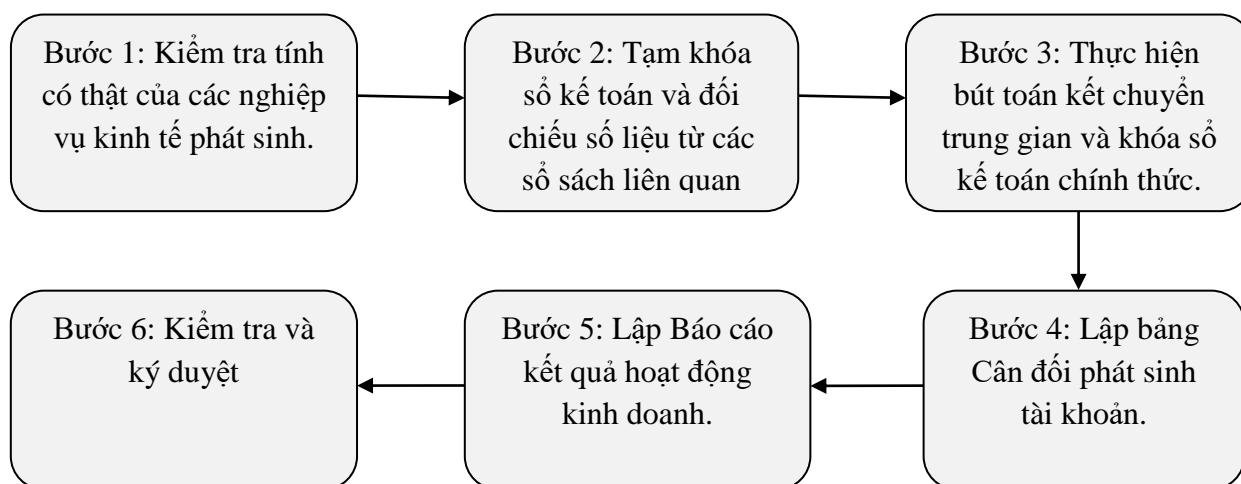 Bước 1: Kiểm tra tính
có thật của các nghiệp
vụ kinh tế phát sinh.
Bước 2: Tạm khóa
sổ kế toán và đối
chiếu số liệu từ các
sổ sách liên quan
Bước 3: Thực hiện
bút toán kết chuyển
trung gian và khóa sổ
kế toán chính thức.
Bước 4: Lập bảng
Cân đối phát sinh
tài khoản.
Bước 5: Lập Báo cáo
kết quả hoạt động
kinh doanh.
Bước 6: Kiểm tra và
ký duyệt